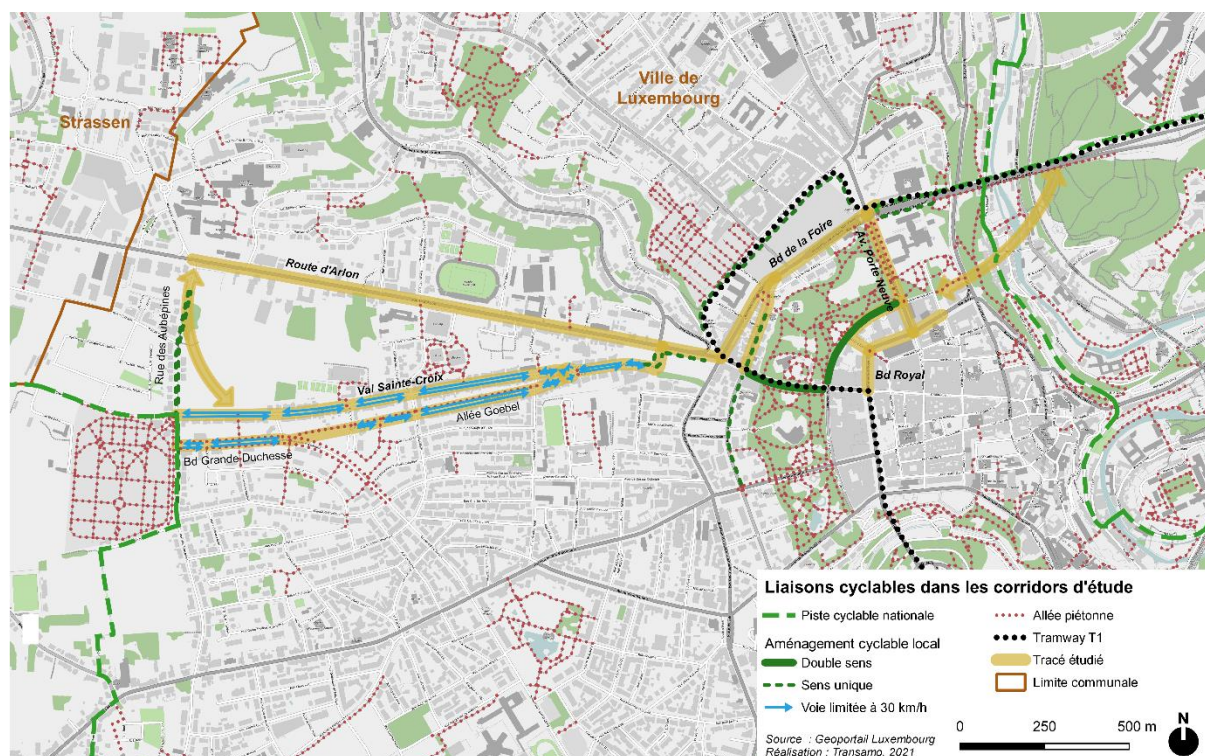 Strassen
Ville de
Luxembourg
Route d'Arlon
Rue des Aubépines
Val Sainte-Croix
Allée Goebel
Bd Grande Duchesse
Bd de la Foire
Av. Porte Neuve
Bd Royal
Liaisons cyclables dans les corridors d'étude
Piste cyclable nationale
Aménagement cyclable local
Double sens
Sens unique
Voie limitée à 30 km/h
Allée piétonne
Tramway T1
Tracé étudié
Limite communale
Source : Geoportail Luxembourg
Réalisation : Transamo, 2021
0 250 500 m
N